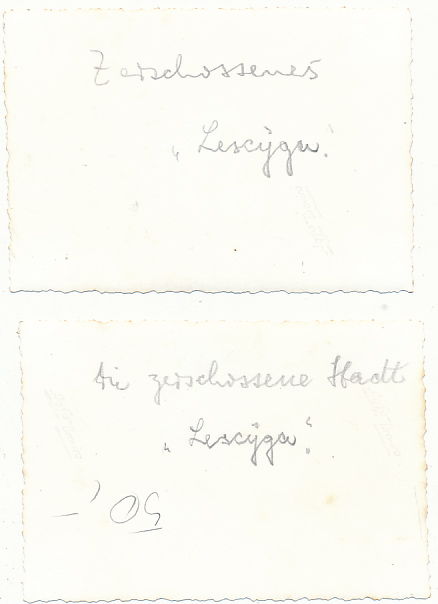 Zerschossenes
„Lescÿga“
Die zerschossene Stadt
„Lescÿga“.
50,-